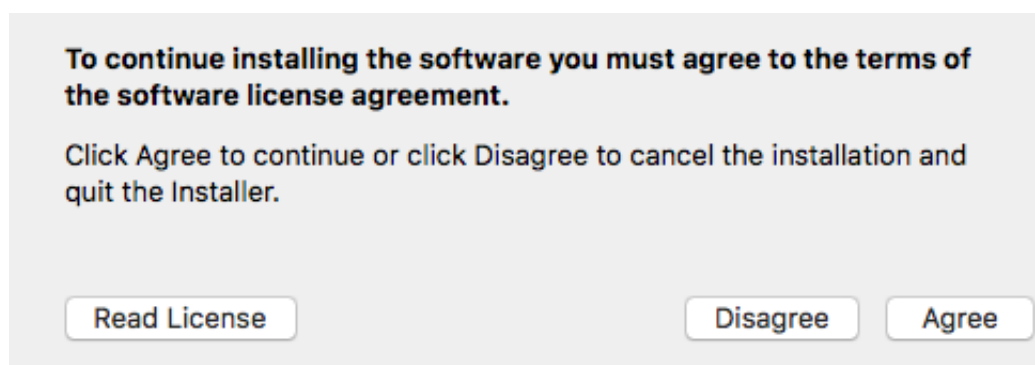 To continue installing the software you must agree to the terms of
the software license agreement.
Click Agree to continue or click Disagree to cancel the installation and
quit the Installer.
Read License
Disagree
Agree